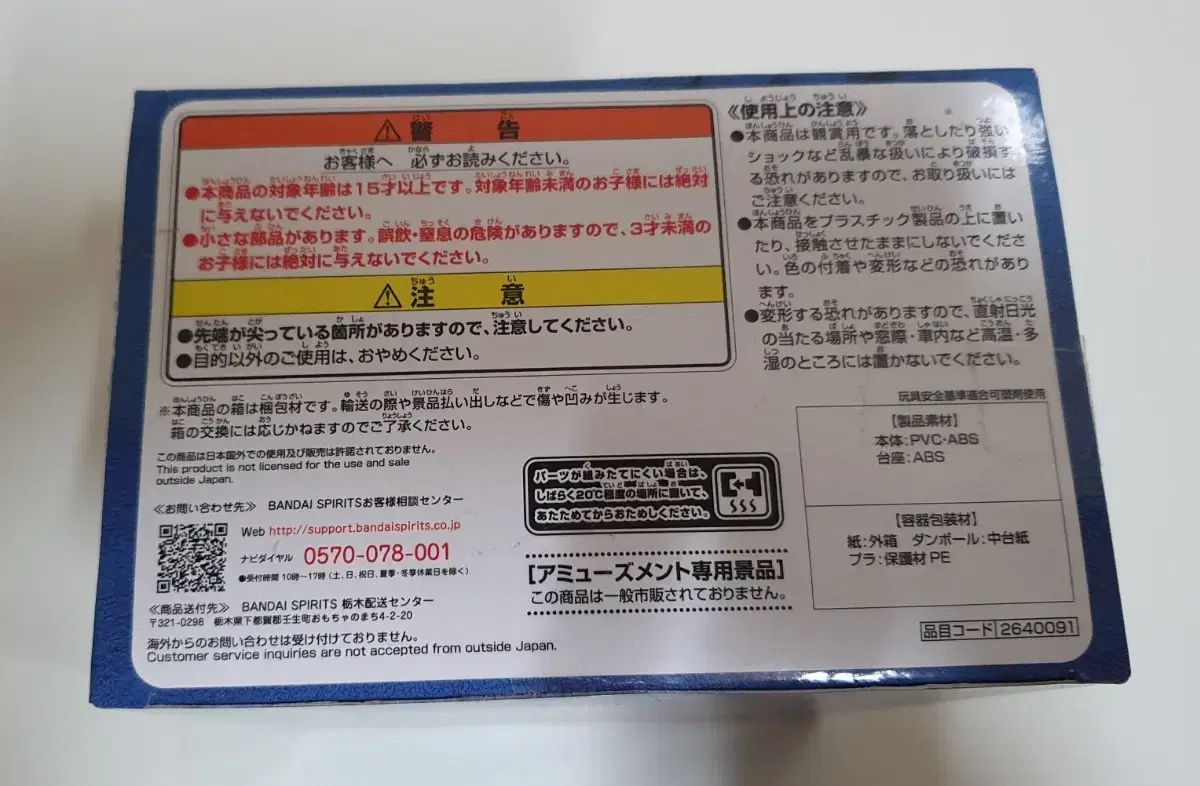 ⚠警告
お客様へ 必ずお読みください。
●本商品の対象年齢は15才以上です。対象年齢未満のお子様には絶対
に与えないでください。
●小さな部品があります。誤飲・窒息の危険がありますので、3才未満の
お子様には絶対に与えないでください。
⚠注意
●先端が尖っている箇所がありますので、注意してください。
●目的以外のご使用は、おやめください。
※本商品の箱は梱包材です。輸送の際や景品払い出しなどで傷や凹みが生じます。
箱の交換には応じかねますのでご了承ください。
この商品は日本国外での使用及び販売は許諾されておりません。
This product is not licensed for the use and sale
outside Japan.
≪お問い合わせ先≫ BANDAI SPIRITSお客様相談センター
Web http://support.bandaispirits.co.jp
ナビダイヤル 0570-078-001
●受付時間 10時~17時(土、日、祝日、夏季・冬季休業日を除く)
≪商品送付先≫ BANDAI SPIRITS 栃木配送センター
〒321-0298 栃木県下都賀郡壬生町おもちゃのまち4-2-20
海外からのお問い合わせは受け付けておりません。
Customer service inquiries are not accepted from outside Japan.
パーツが組みたてにくい場合は、
しばらく20℃程度の場所に置いて、
あたためてからおためしください。
[アミューズメント専用景品]
この商品は一般市販されておりません。
≪使用上の注意≫
●本商品は観賞用です。落としたり強い
ショックなど乱暴な扱いにより破損す
る恐れがありますので、お取り扱いには
ご注意ください。
●本商品をプラスチック製品の上に置い
たり、接触させたままにしないでくださ
い。色の付着や変形などの恐れがあり
ます。
●変形する恐れがありますので、直射日光
の当たる場所や窓際・車内など高温・多
湿のところには置かないでください。
玩具安全基準適合可塑剤使用
【製品素材】
本体:PVC・ABS
台座:ABS
【容器包装材】
紙:外箱 ダンボール:中台紙
プラ:保護材PE
品目コード 2640091